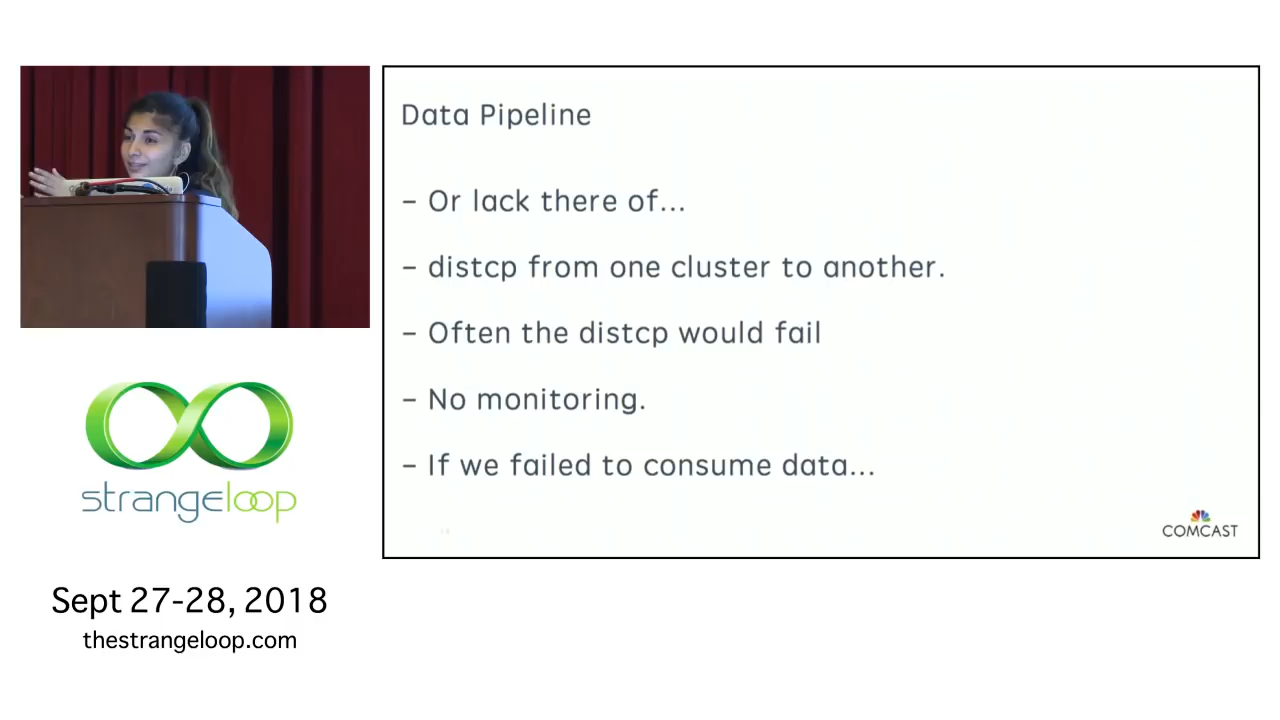 Data Pipeline
– Or lack there of...
– distcp from one cluster to another.
– Often the distcp would fail
– No monitoring.
– If we failed to consume data...
COMCAST
strangeloop
Sept 27-28, 2018
thestrangeloop.com